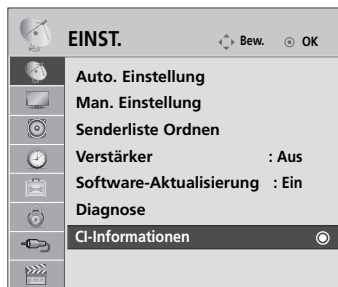 EINST. Bew. OK
Auto. Einstellung
Man. Einstellung
Senderliste Ordnen
Verstärker : Aus
Software-Aktualisierung : Ein
Diagnose
CI-Informationen